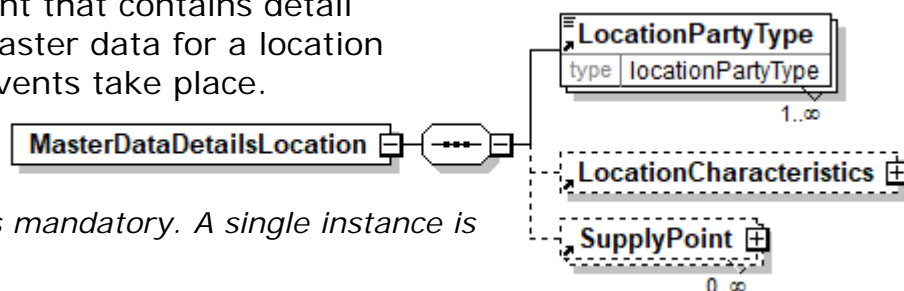 nt that contains detail
aster data for a location
vents take place.
LocationPartyType
type locationPartyType
1..∞
MasterDataDetailsLocation
LocationCharacteristics
s mandatory. A single instance is
SupplyPoint
0..∞